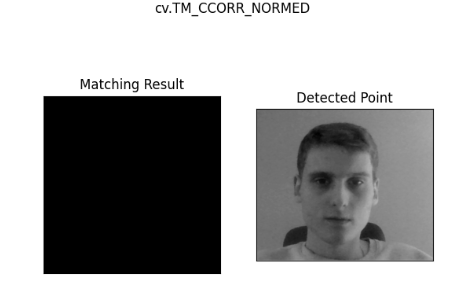 cv.TM_CCORR_NORMED
Matching Result
Detected Point